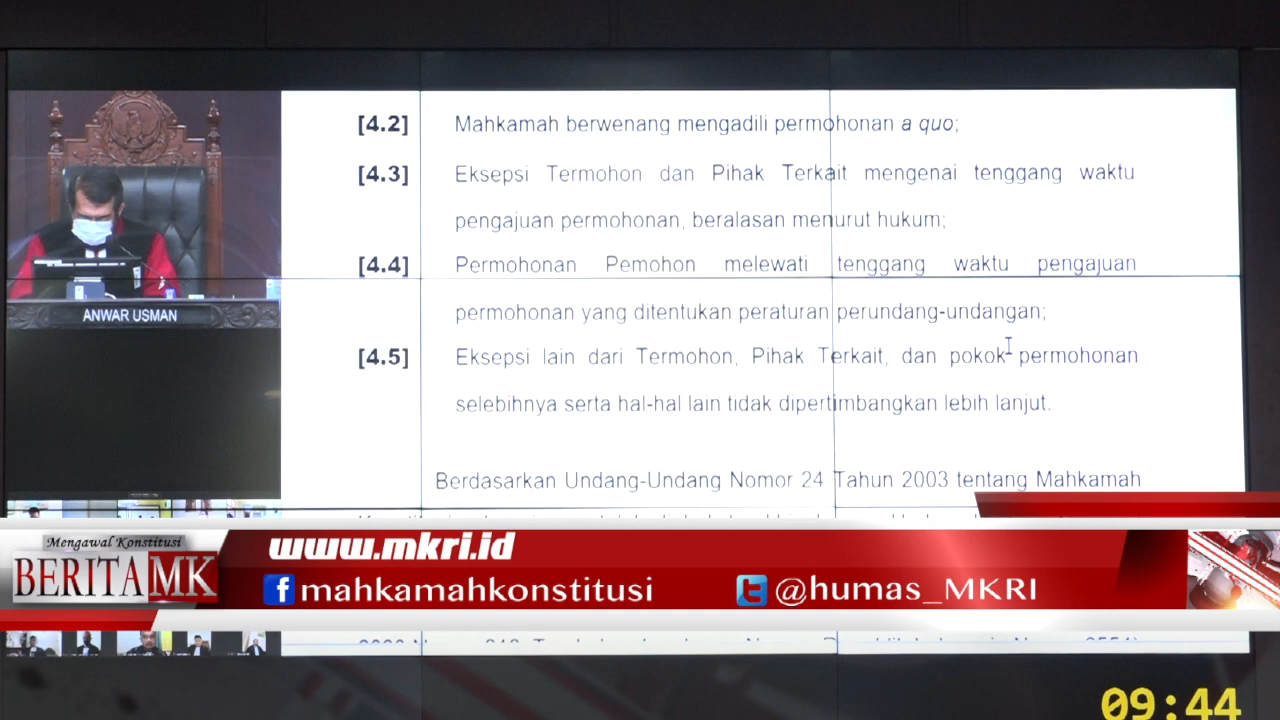 [4.2] Mahkamah berwenang mengadili permohonan a quo;
[4.3] Eksepsi Termohon dan Pihak Terkait mengenai tenggang waktu
pengajuan permohonan, beralasan menurut hukum;
[4.4] Permohonan Pemohon melewati tenggang waktu pengajuan
permohonan yang ditentukan peraturan perundang-undangan;
[4.5] Eksepsi lain dari Termohon, Pihak Terkait, dan pokok permohonan
selebihnya serta hal-hal lain tidak dipertimbangkan lebih lanjut.
Berdasarkan Undang-Undang Nomor 24 Tahun 2003 tentang Mahkamah
ANWAR USMAN
Mengawal Konstitusi
BERITA MK
www.mkri.id
mahkamahkonstitusi
@humas_MKRI
09:44